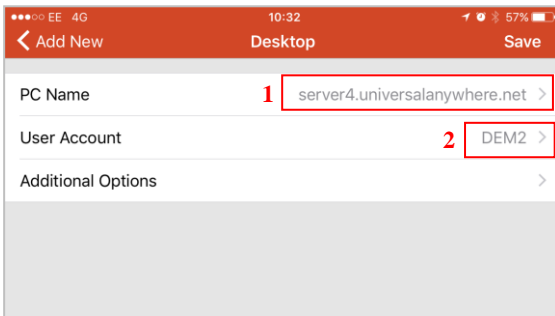 ●●●○○ EE 4G 10:32 57%
Add New Desktop Save
PC Name 1 server4.universalanywhere.net
User Account 2 DEM2
Additional Options